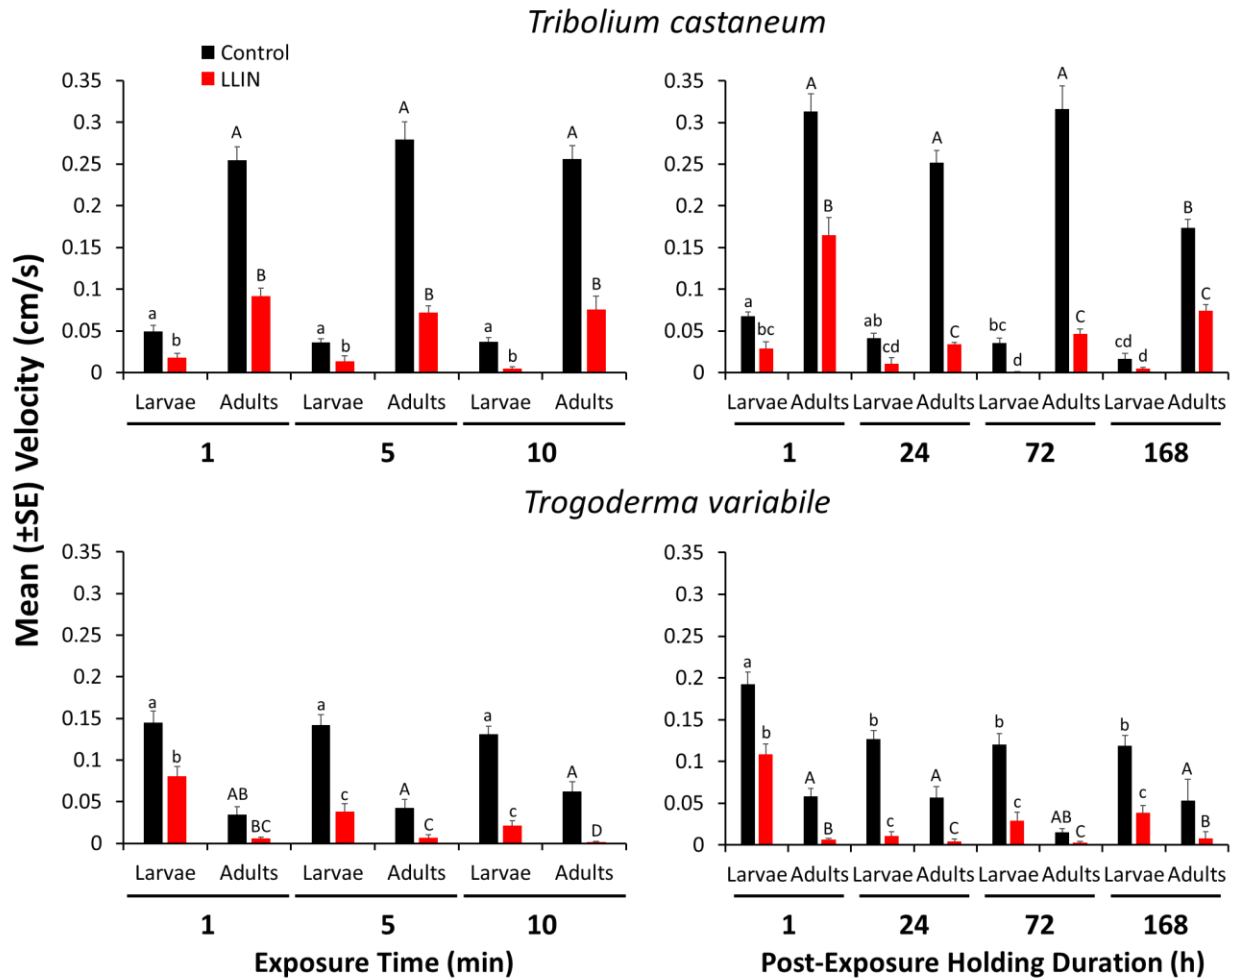 Tribolium castaneum
Control
LLIN
Mean (±SE) Velocity (cm/s)
0.35
0.3
0.25
0.2
0.15
0.1
0.05
0
a
b
A
B
a
b
A
B
a
b
A
B
Larvae Adults Larvae Adults Larvae Adults
1 5 10
0.35
0.3
0.25
0.2
0.15
0.1
0.05
0
a
bc
A
B
ab
cd
A
C
bc
d
A
C
cd
d
B
C
Larvae Adults Larvae Adults Larvae Adults Larvae Adults
1 24 72 168
Trogoderma variabile
0.35
0.3
0.25
0.2
0.15
0.1
0.05
0
a
b
AB
BC
a
c
A
C
a
c
A
D
Larvae Adults Larvae Adults Larvae Adults
1 5 10
Exposure Time (min)
0.35
0.3
0.25
0.2
0.15
0.1
0.05
0
a
b
A
B
b
c
A
C
b
c
AB
C
b
c
A
B
Larvae Adults Larvae Adults Larvae Adults Larvae Adults
1 24 72 168
Post-Exposure Holding Duration (h)